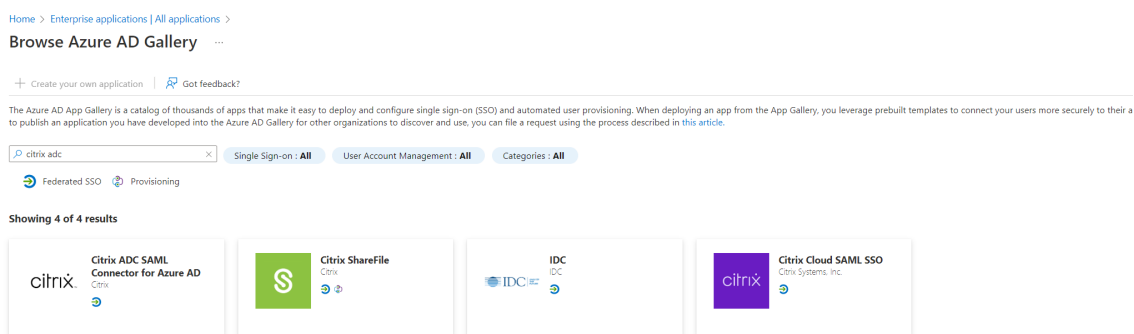 Home > Enterprise applications | All applications >
Browse Azure AD Gallery ...
+ Create your own application | Got feedback?
The Azure AD App Gallery is a catalog of thousands of apps that make it easy to deploy and configure single sign-on (SSO) and automated user provisioning. When deploying an app from the App Gallery, you leverage prebuilt templates to connect your users more securely to their a
to publish an application you have developed into the Azure AD Gallery for other organizations to discover and use, you can file a request using the process described in this article.
citrix adc × Single Sign-on : All User Account Management : All Categories : All
Federated SSO Provisioning
Showing 4 of 4 results
citrix.
Citrix ADC SAML
Connector for Azure AD
Citrix
Citrix ShareFile
Citrix
IDC
IDC
IDC
citrix
Citrix Cloud SAML SSO
Citrix Systems. Inc.